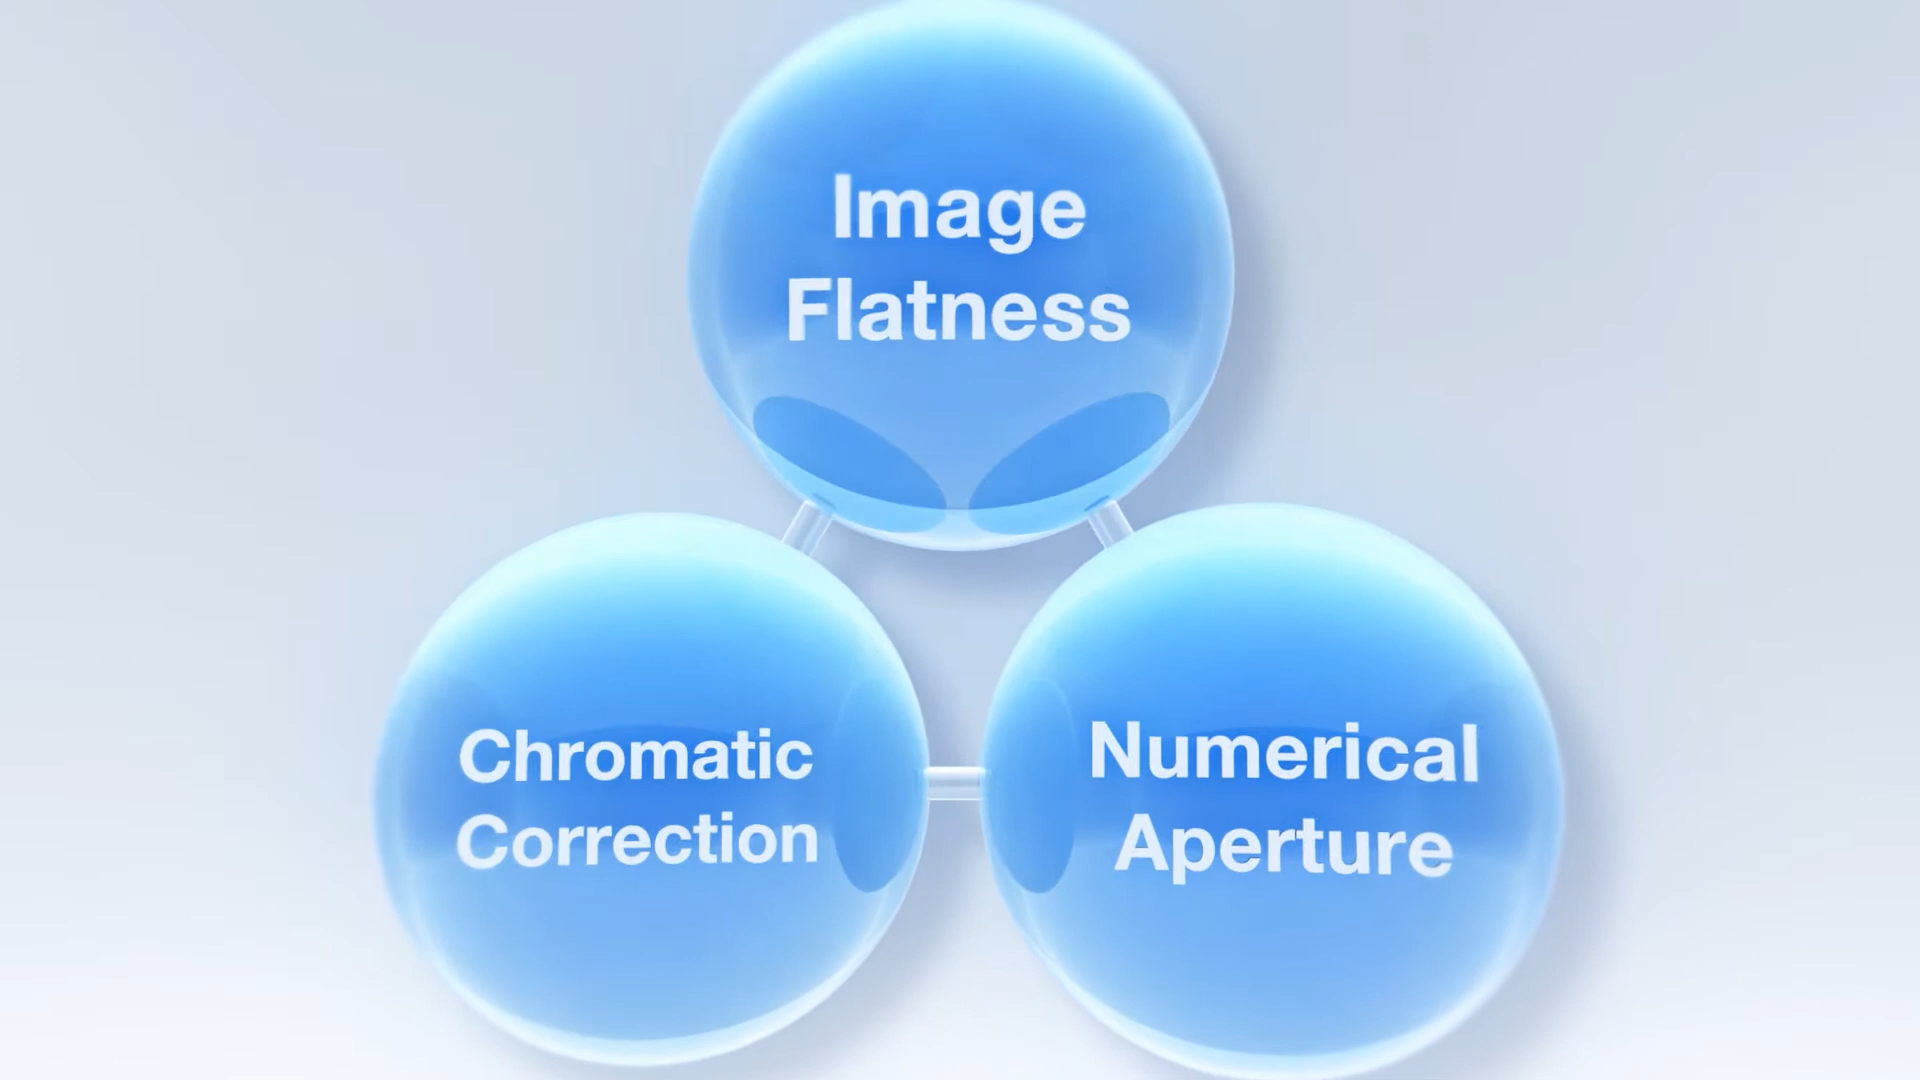 Image
Flatness
Chromatic
Correction
Numerical
Aperture